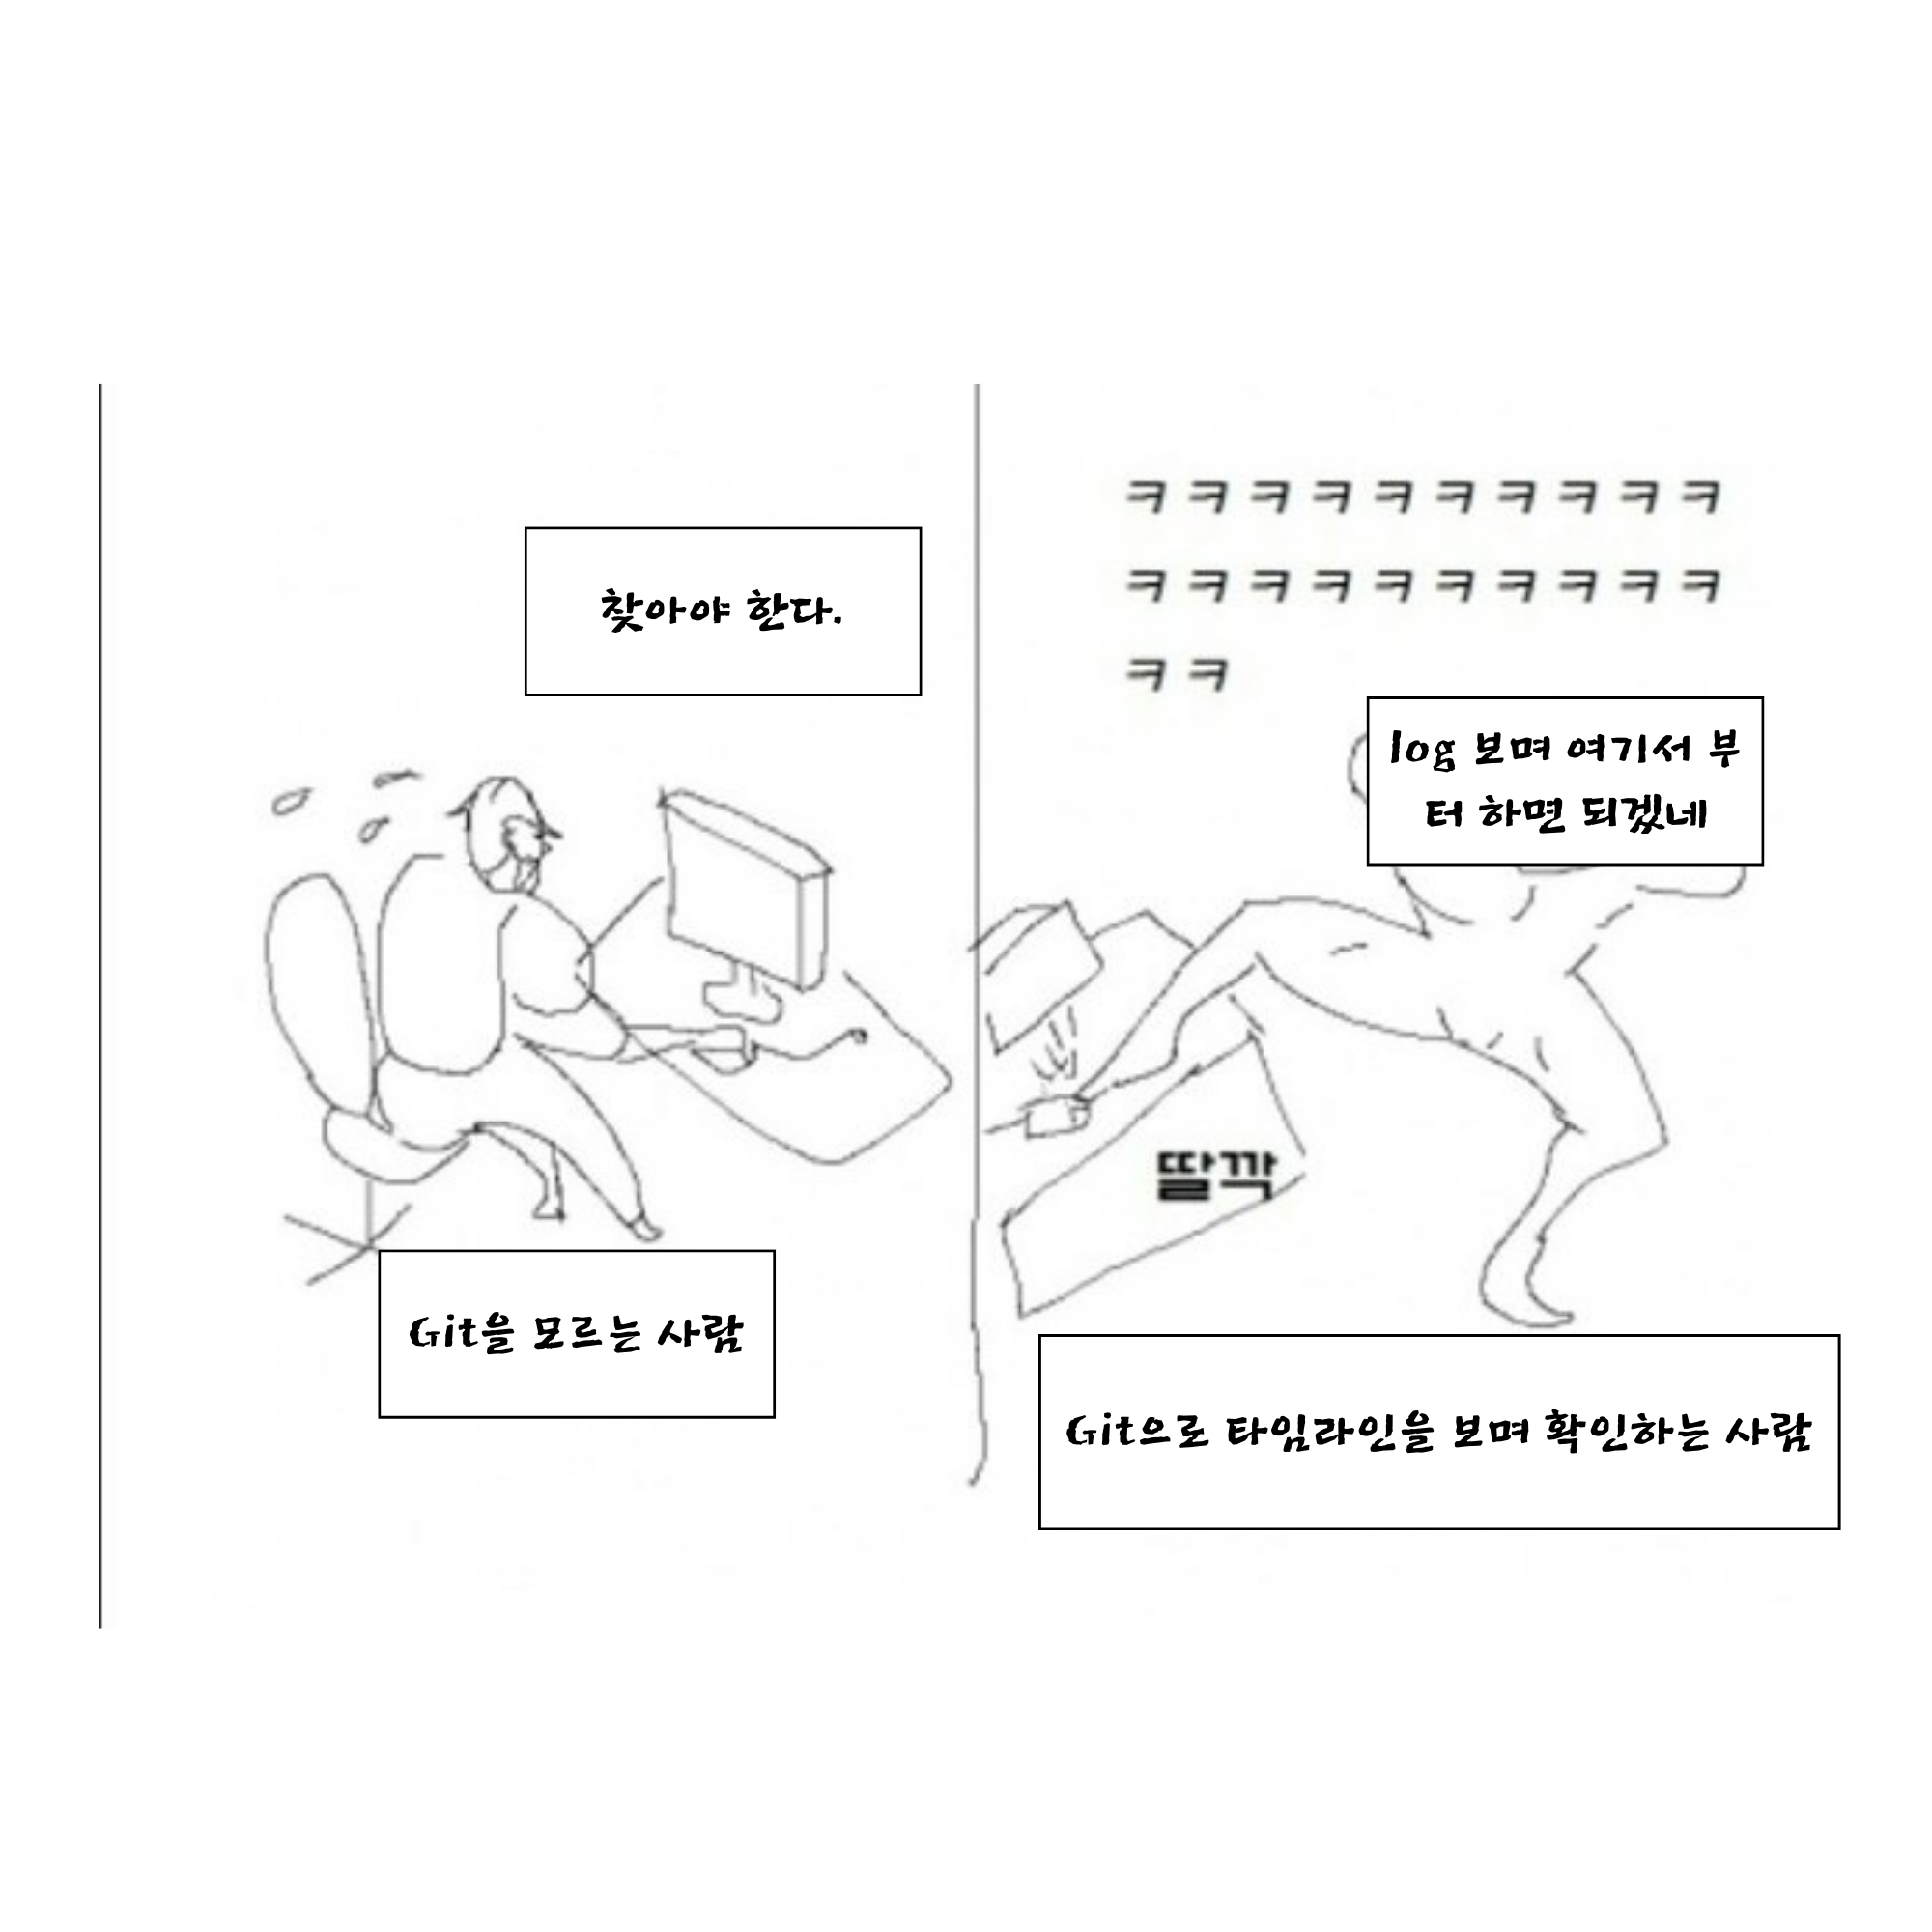 찾아야 한다.
Git을 모르는 사람
ㅋㅋㅋㅋㅋㅋㅋㅋㅋㅋ
ㅋㅋㅋㅋㅋㅋㅋㅋㅋㅋ
ㅋㅋ
log 보며 여기서 부
터 하면 되겠네
딸깍
Git으로 타임라인을 보며 확인하는 사람